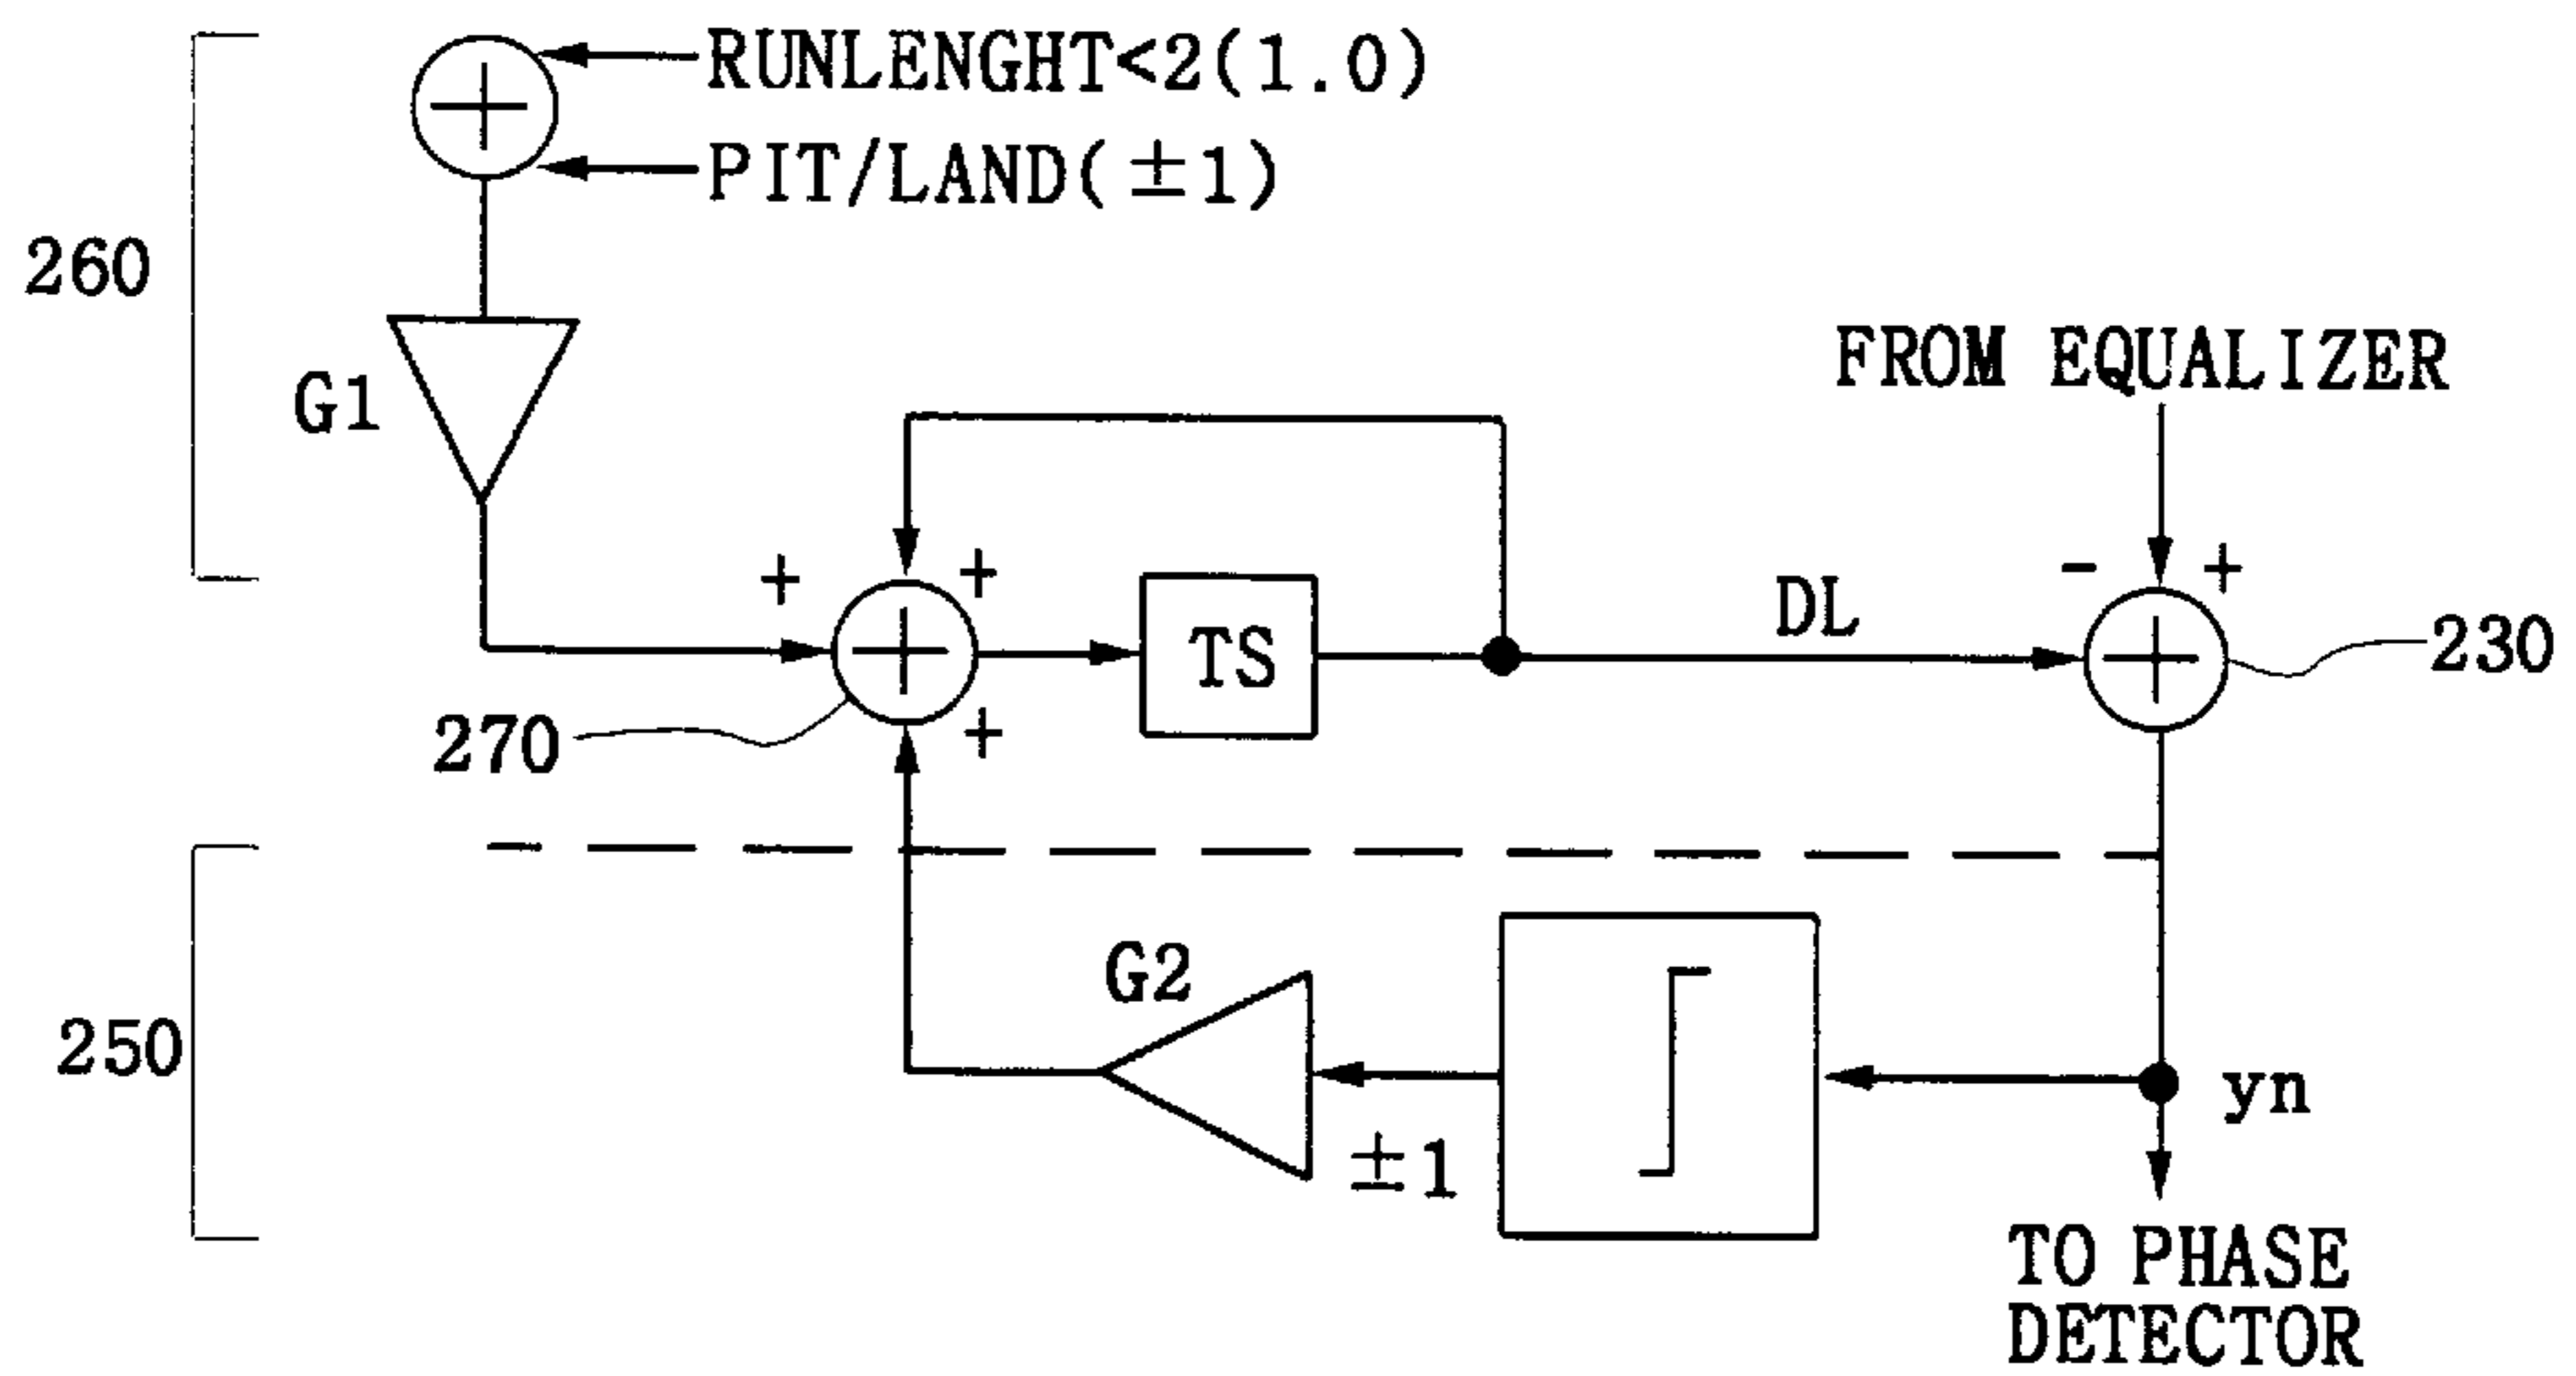 RUNLENGHT<2(1.0)
PIT/LAND(±1)
260
G1
FROM EQUALIZER
+
+
-
+
DL
TS
230
270
+
G2
250
±1
yn
TO PHASE
DETECTOR